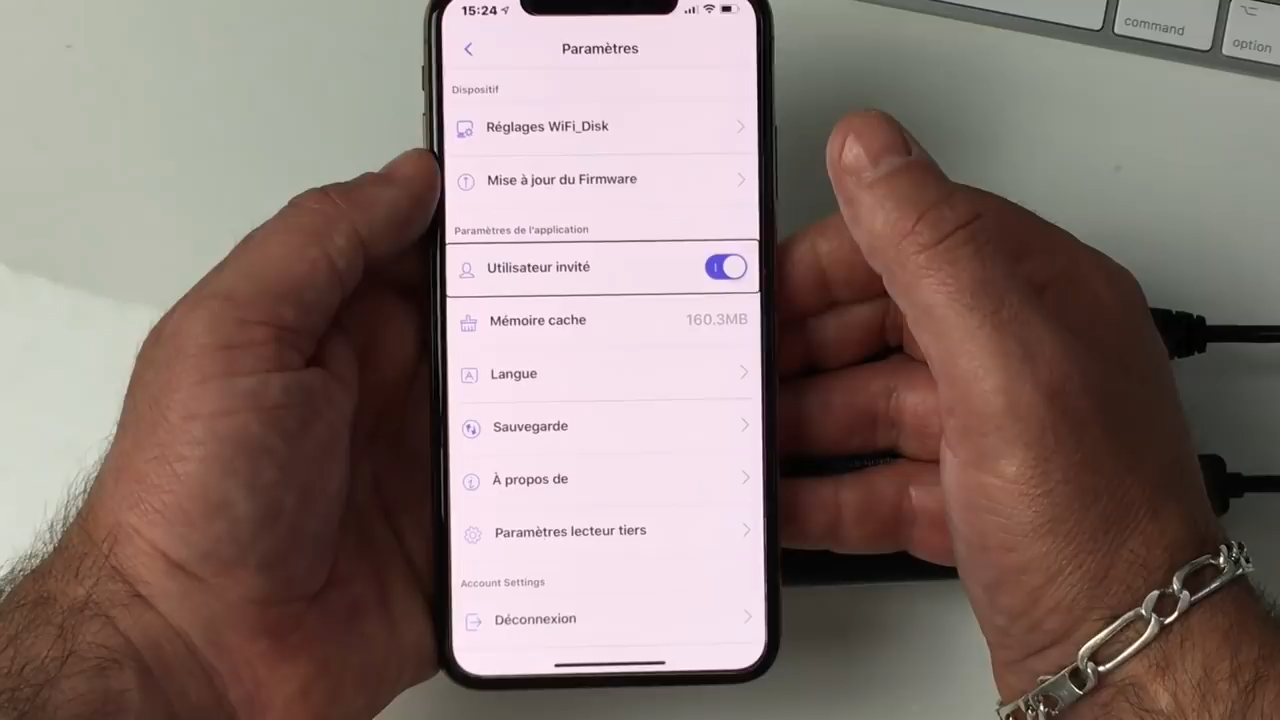 command
option
15:24
Paramètres
Dispositif
Réglages WiFi_Disk
Mise à jour du Firmware
Paramètres de l'application
Utilisateur invité
Mémoire cache 160.3MB
Langue
Sauvegarde
À propos de
Paramètres lecteur tiers
Account Settings
Déconnexion